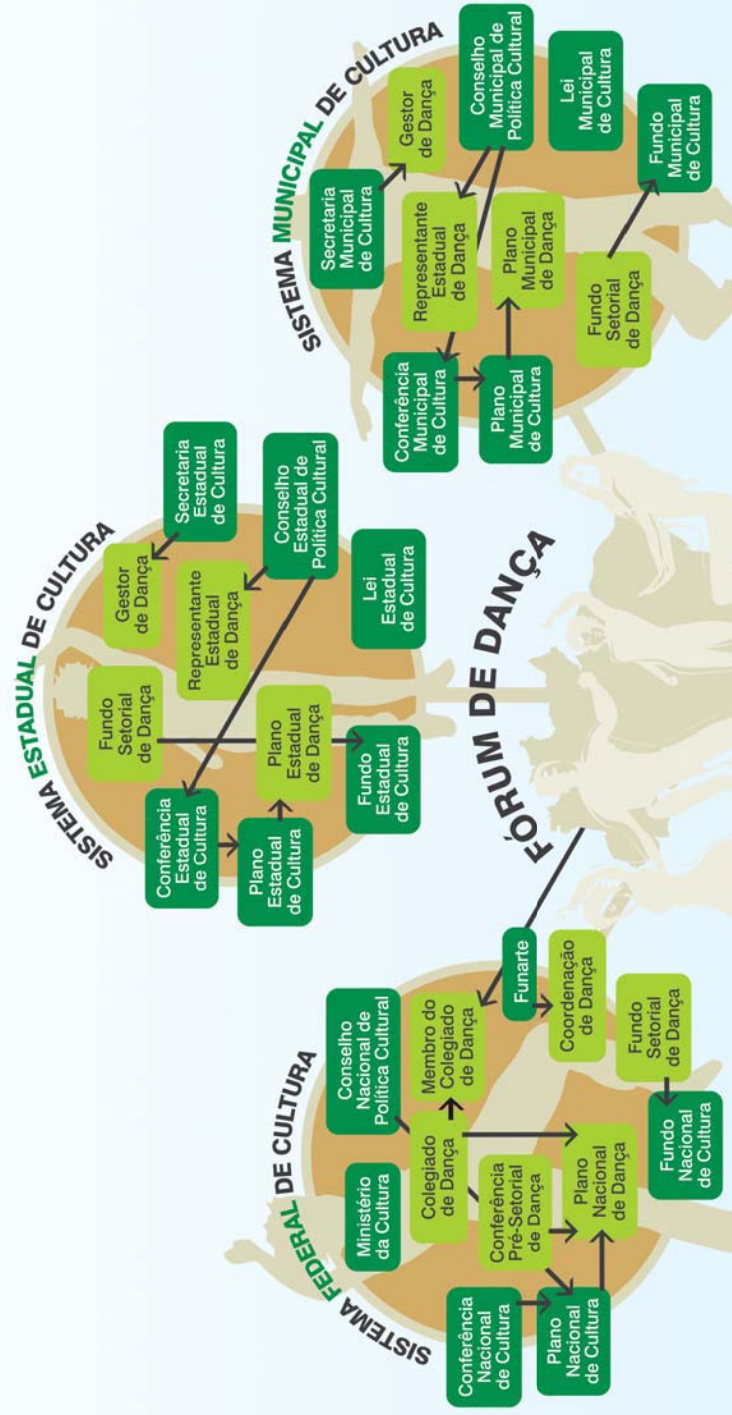 SISTEMA FEDERAL DE CULTURA
Ministério
da Cultura
Conselho
Nacional de
Política Cultural
Colegiado
de Dança
Membro do
Colegiado
de Dança
Conferência
Nacional
de Cultura
Conferência
Pré-Setorial
de Dança
Funarte
Plano
Nacional
de Cultura
Plano
Nacional
de Dança
Coordenação
de Dança
Fundo
Setorial
de Dança
Fundo
Nacional
de Cultura
SISTEMA ESTADUAL DE CULTURA
Fundo
Setorial
de Dança
Gestor
de Dança
Secretaria
Estadual
de Cultura
Conferência
Estadual
de Cultura
Representante
Estadual
de Dança
Conselho
Estadual de
Política Cultural
Plano
Estadual
de Cultura
Plano
Estadual
de Dança
Fundo
Estadual
de Cultura
Lei
Estadual
de Cultura
FÓRUM DE DANÇA
SISTEMA MUNICIPAL DE CULTURA
Secretaria
Municipal
de Cultura
Gestor
de Dança
Conferência
Municipal
de Cultura
Representante
Estadual
de Dança
Conselho
Municipal de
Política Cultural
Plano
Municipal
de Cultura
Plano
Municipal
de Dança
Lei
Municipal
de Cultura
Fundo
Setorial
de Dança
Fundo
Municipal
de Cultura